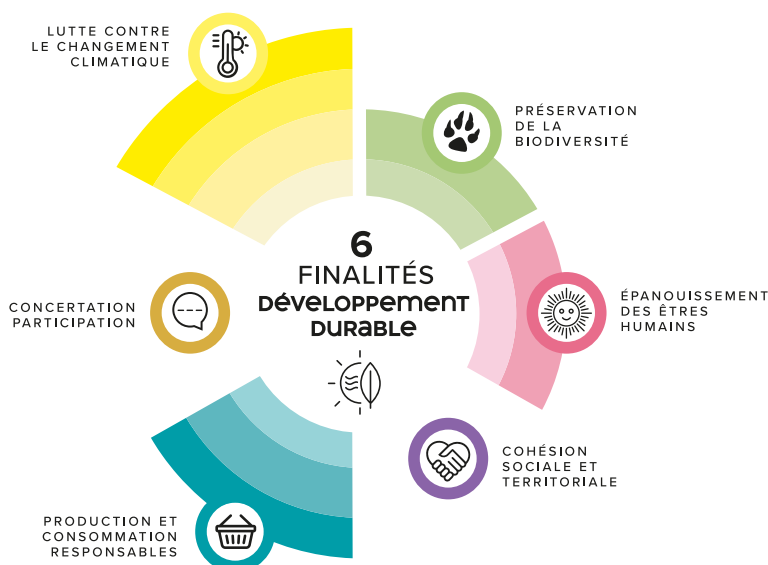 LUTTE CONTRE
LE CHANGEMENT
CLIMATIQUE
PRÉSERVATION
DE LA
BIODIVERSITÉ
6
FINALITÉS
Développement
Durable
CONCERTATION
PARTICIPATION
ÉPANOUISSEMENT
DES ÊTRES
HUMAINS
COHÉSION
SOCIALE ET
TERRITORIALE
PRODUCTION ET
CONSOMMATION
RESPONSABLES